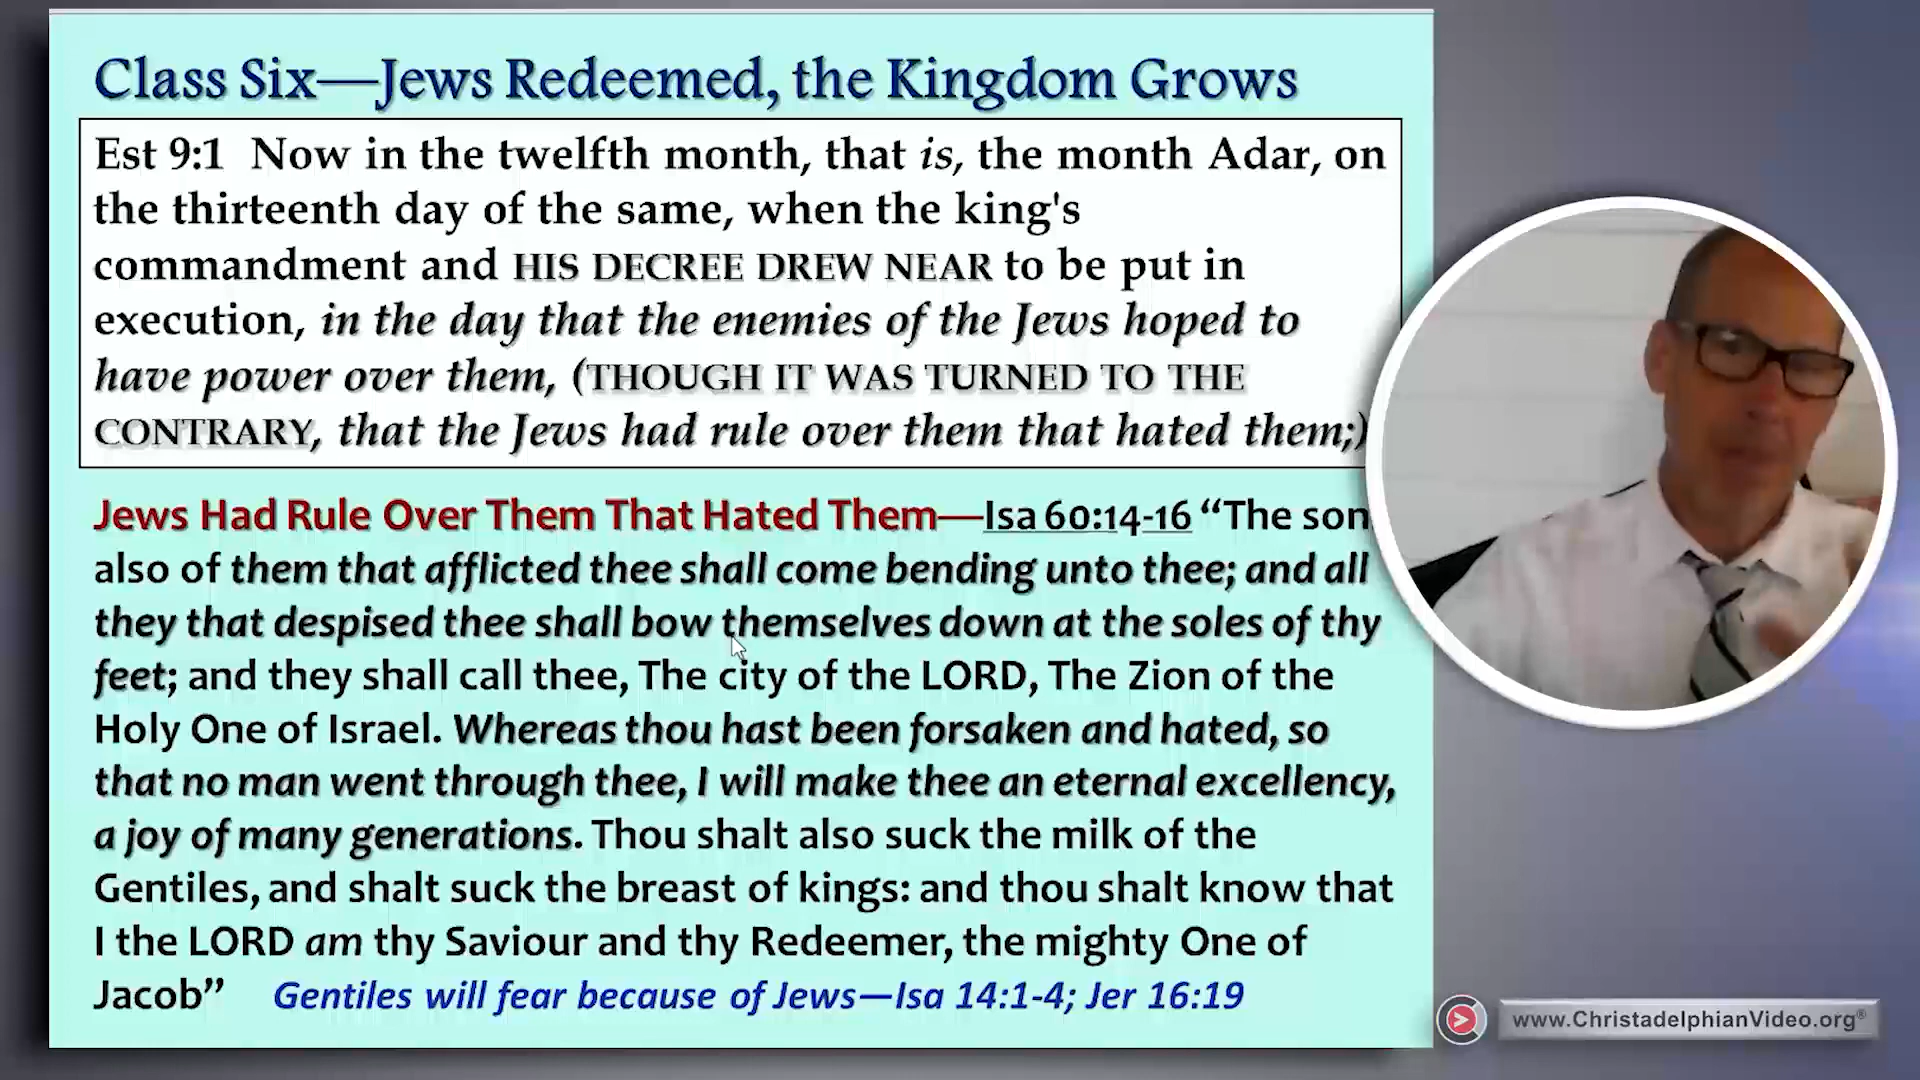 Class Six—Jews Redeemed, the Kingdom Grows
Est 9:1 Now in the twelfth month, that is, the month Adar, on
the thirteenth day of the same, when the king's
commandment and HIS DECREE DREW NEAR to be put in
execution, in the day that the enemies of the Jews hoped to
have power over them, (THOUGH IT WAS TURNED TO THE
CONTRARY, that the Jews had rule over them that hated them;)
Jews Had Rule Over Them That Hated Them—Isa 60:14-16 “The son
also of them that afflicted thee shall come bending unto thee; and all
they that despised thee shall bow themselves down at the soles of thy
feet; and they shall call thee, The city of the LORD, The Zion of the
Holy One of Israel. Whereas thou hast been forsaken and hated, so
that no man went through thee, I will make thee an eternal excellency,
a joy of many generations. Thou shalt also suck the milk of the
Gentiles, and shalt suck the breast of kings: and thou shalt know that
I the LORD am thy Saviour and thy Redeemer, the mighty One of
Jacob” Gentiles will fear because of Jews—Isa 14:1-4; Jer 16:19
www.ChristadelphianVideo.org®